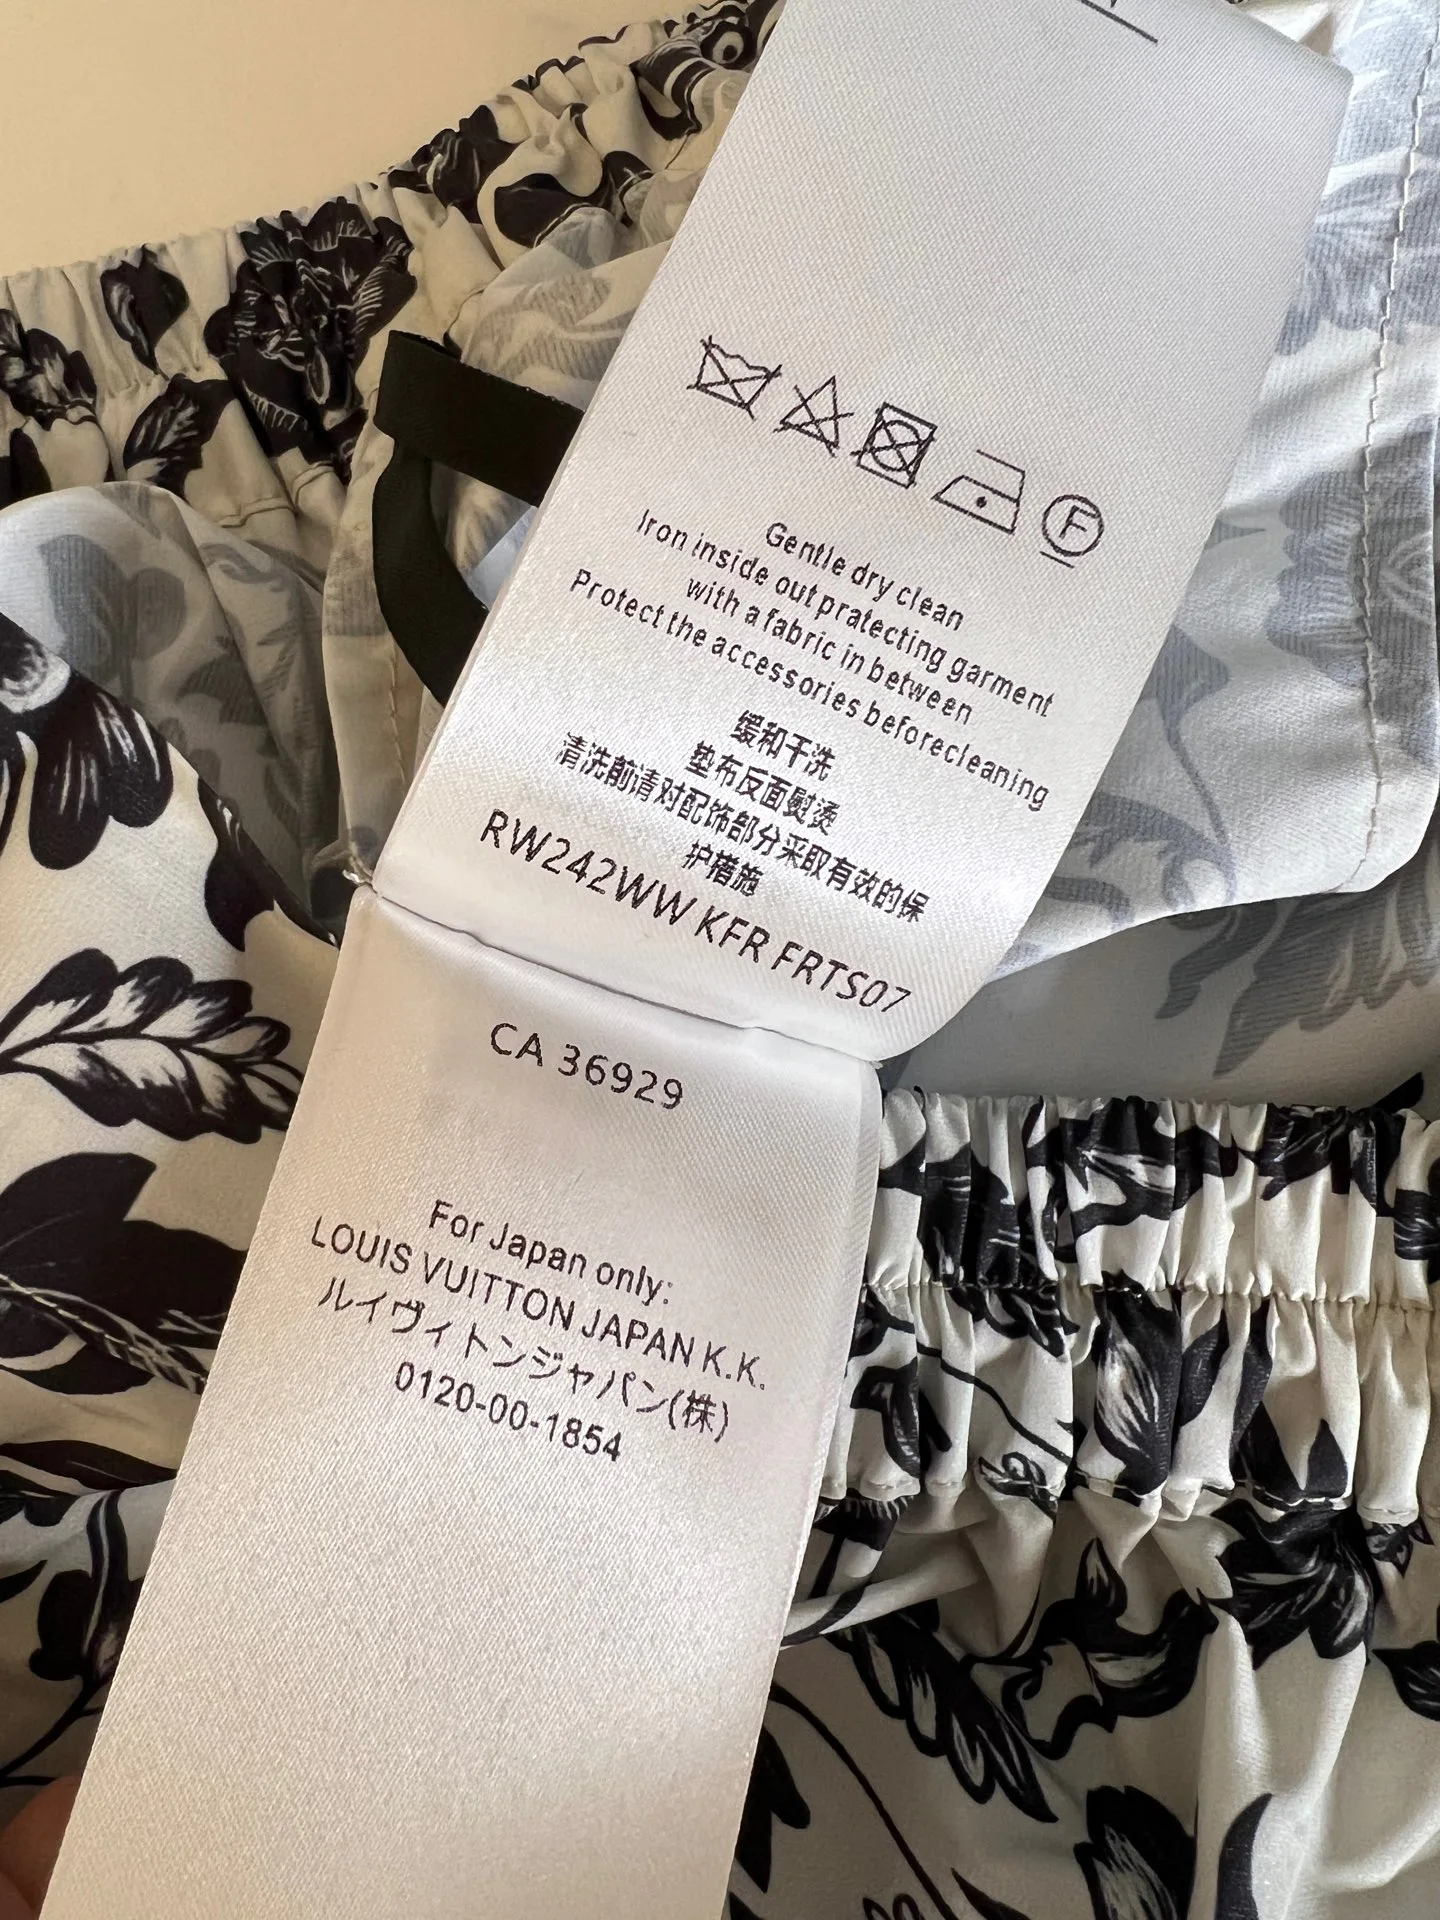 F
Gentle dry clean
Iron inside out pratecting garment
with a fabric in between
Protect the accessories beforecleaning
缓和干洗
垫布反面熨烫
清洗前请对配饰部分采取有效的保
护措施
RW242WW KFR FRTS07
CA 36929
For Japan only:
LOUIS VUITTON JAPAN K.K.
ルイヴィトンジャパン(株)
0120-00-1854